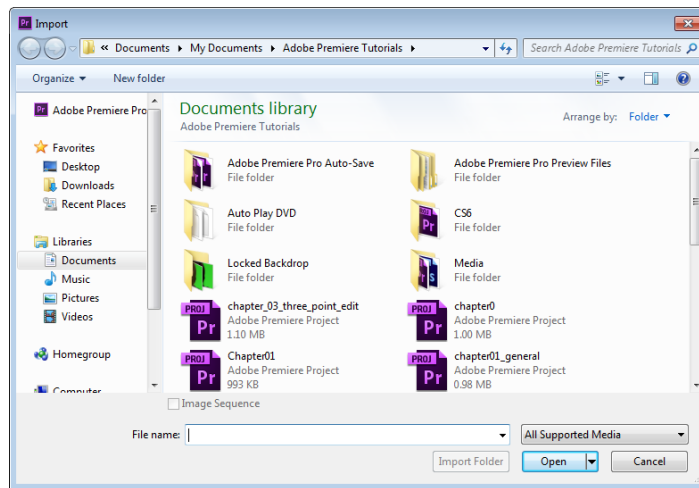 Pr Import
« Documents ▸ My Documents ▸ Adobe Premiere Tutorials ▸
Search Adobe Premiere Tutorials
Organize
New folder
Adobe Premiere Pro
Favorites
Desktop
Downloads
Recent Places
Libraries
Documents
Music
Pictures
Videos
Homegroup
Computer
Documents library
Adobe Premiere Tutorials
Arrange by: Folder
Adobe Premiere Pro Auto-Save
File folder
Adobe Premiere Pro Preview Files
File folder
Auto Play DVD
File folder
CS6
File folder
Locked Backdrop
File folder
Media
File folder
chapter_03_three_point_edit
Adobe Premiere Project
1.10 MB
chapter0
Adobe Premiere Project
1.00 MB
Chapter01
Adobe Premiere Project
993 KB
chapter01_general
Adobe Premiere Project
0.98 MB
Image Sequence
File name:
All Supported Media
Import Folder
Open
Cancel